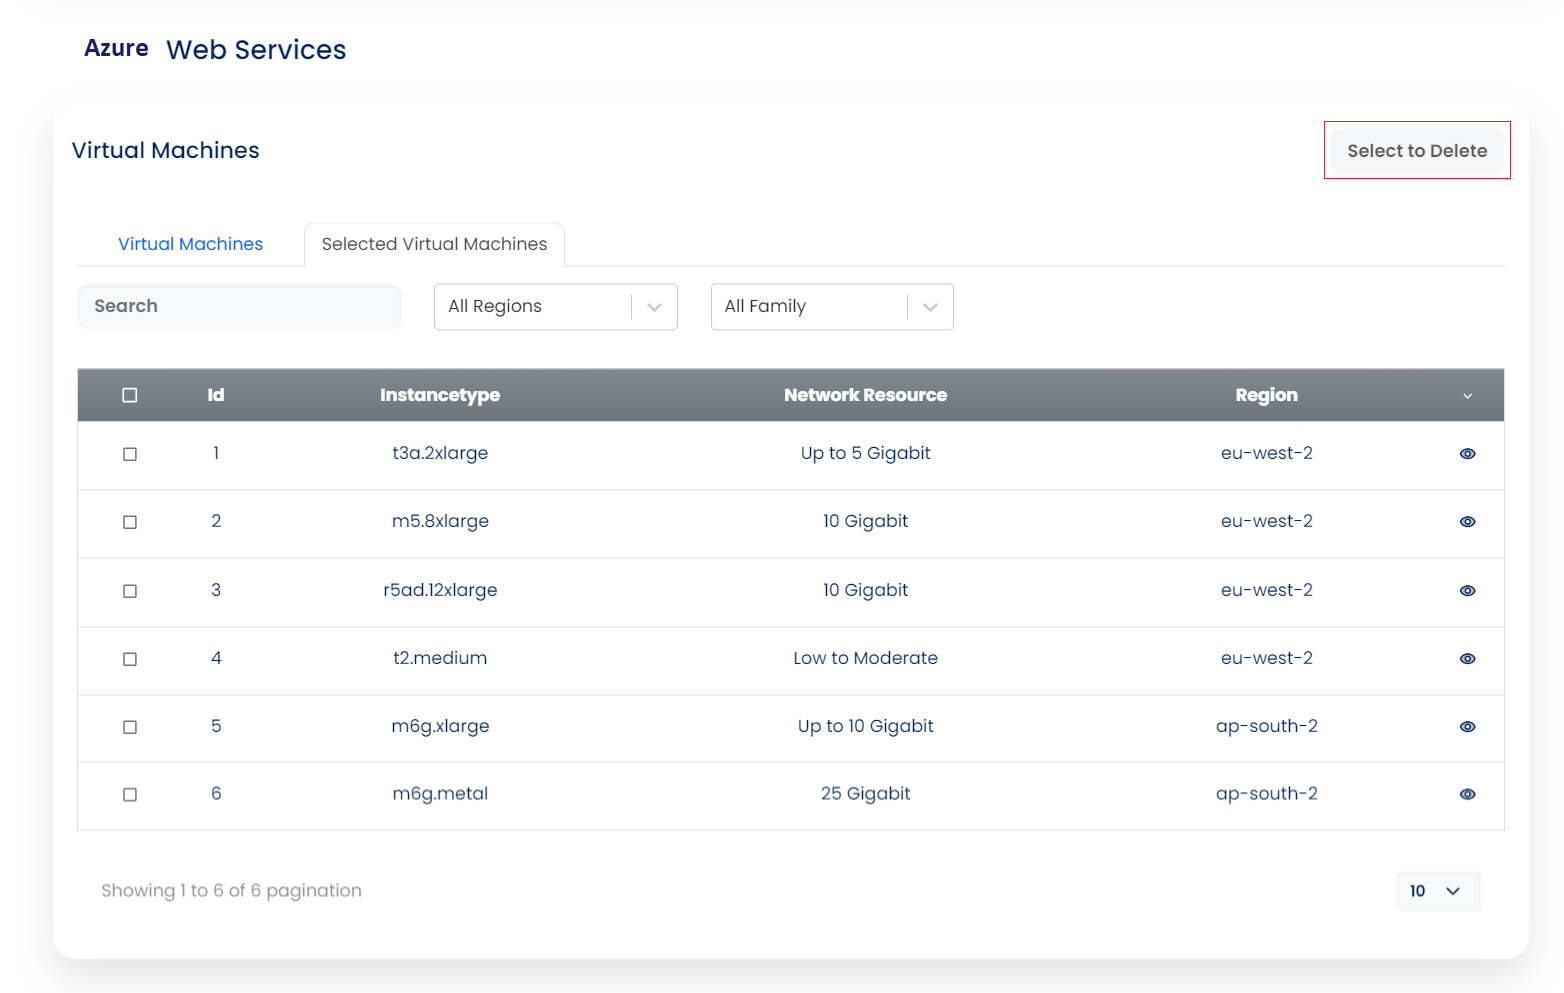 Azure Web Services
Virtual Machines
Select to Delete
Virtual Machines
Selected Virtual Machines
Search
All Regions
All Family
Id Instancetype Network Resource Region
1 t3a.2xlarge Up to 5 Gigabit eu-west-2
2 m5.8xlarge 10 Gigabit eu-west-2
3 r5ad.12xlarge 10 Gigabit eu-west-2
4 t2.medium Low to Moderate eu-west-2
5 m6g.xlarge Up to 10 Gigabit ap-south-2
6 m6g.metal 25 Gigabit ap-south-2
Showing 1 to 6 of 6 pagination
10